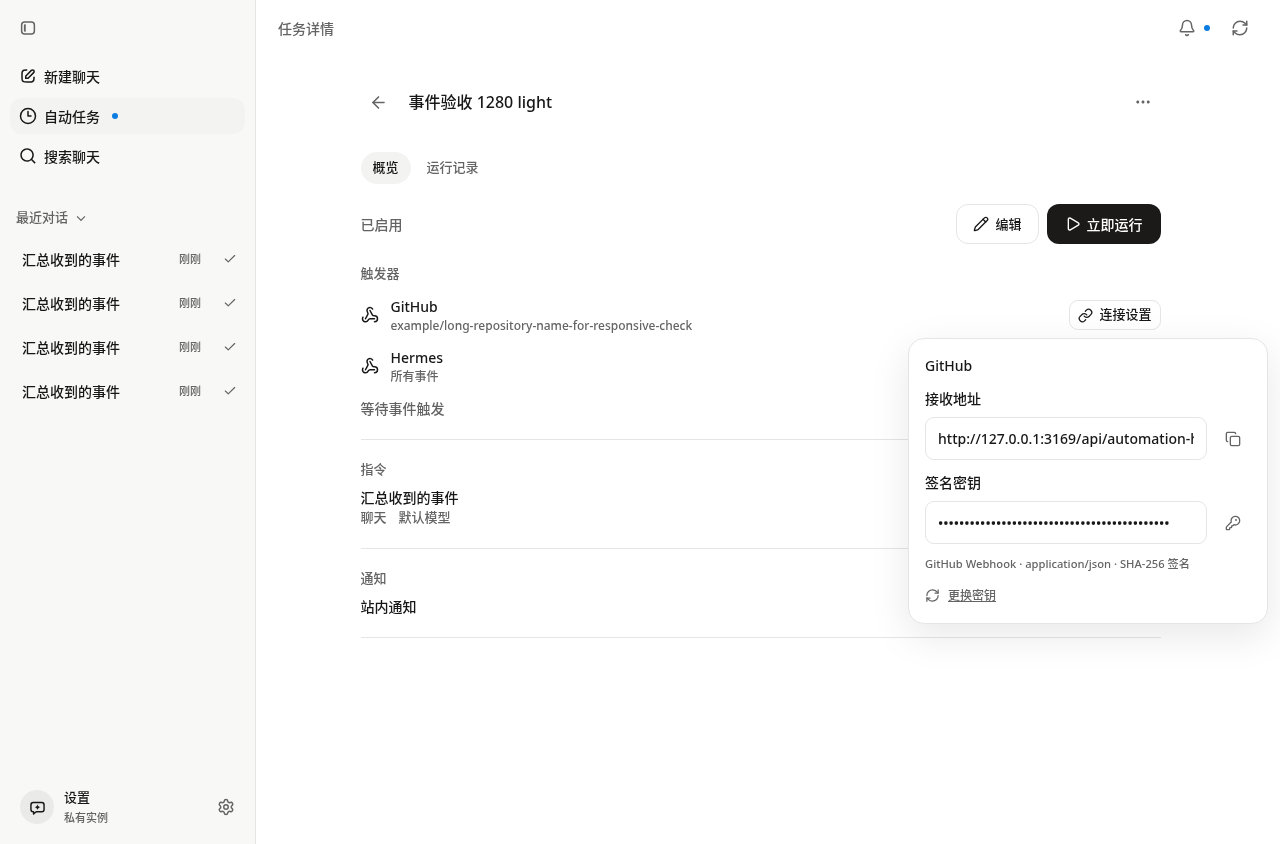 任务详情
新建聊天
自动任务
搜索聊天
最近对话
汇总收到的事件 刚刚
汇总收到的事件 刚刚
汇总收到的事件 刚刚
汇总收到的事件 刚刚
设置
私有实例
事件验收 1280 light
概览 运行记录
已启用
编辑 立即运行
触发器
GitHub
example/long-repository-name-for-responsive-check
连接设置
Hermes
所有事件
等待事件触发
指令
汇总收到的事件
聊天 默认模型
通知
站内通知
GitHub
接收地址
http://127.0.0.1:3169/api/automation-
签名密钥
GitHub Webhook · application/json · SHA-256 签名
更换密钥